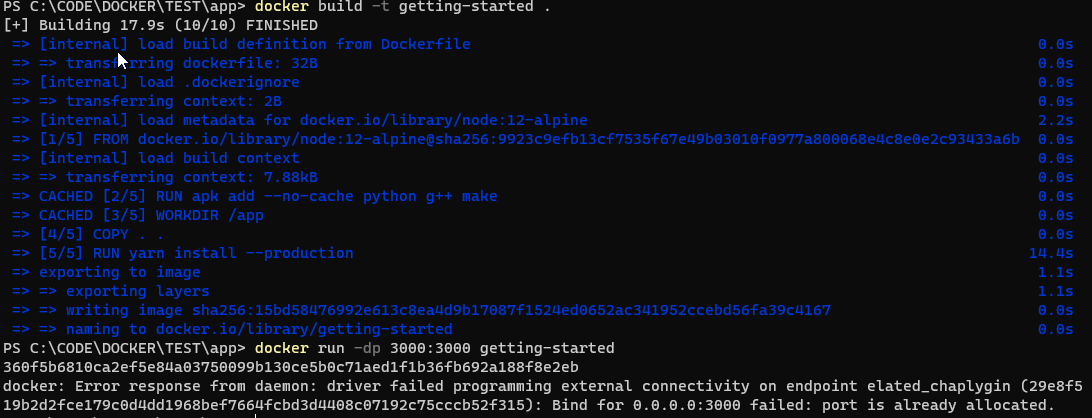 PS C:\CODE\DOCKER\TEST\app> docker build -t getting-started .
[+] Building 17.9s (10/10) FINISHED
=> [internal] load build definition from Dockerfile 0.0s
=> => transferring dockerfile: 32B 0.0s
=> [internal] load .dockerignore 0.0s
=> => transferring context: 2B 0.0s
=> [internal] load metadata for docker.io/library/node:12-alpine 2.2s
=> [1/5] FROM docker.io/library/node:12-alpine@sha256:9923c9efb13cf7535f67e49b03010f0977a800068e4c8e0e2c93433a6b 0.0s
=> [internal] load build context 0.0s
=> => transferring context: 7.88kB 0.0s
=> CACHED [2/5] RUN apk add --no-cache python g++ make 0.0s
=> CACHED [3/5] WORKDIR /app 0.0s
=> [4/5] COPY . . 0.0s
=> [5/5] RUN yarn install --production 14.4s
=> exporting to image 1.1s
=> => exporting layers 1.1s
=> => writing image sha256:15bd58476992e613c8ea4d9b17087f1524ed0652ac341952ccebd56fa39c4167 0.0s
=> => naming to docker.io/library/getting-started 0.0s
PS C:\CODE\DOCKER\TEST\app> docker run -dp 3000:3000 getting-started
360f5b6810ca2ef5e84a03750099b130ce5b0c71aed1f1b36fb692a188f8e2eb
docker: Error response from daemon: driver failed programming external connectivity on endpoint elated_chaplygin (29e8f5
19b2d2fce179c0d4dd1968bef7664fcbd3d4408c07192c75cccb52f315): Bind for 0.0.0.0:3000 failed: port is already allocated.